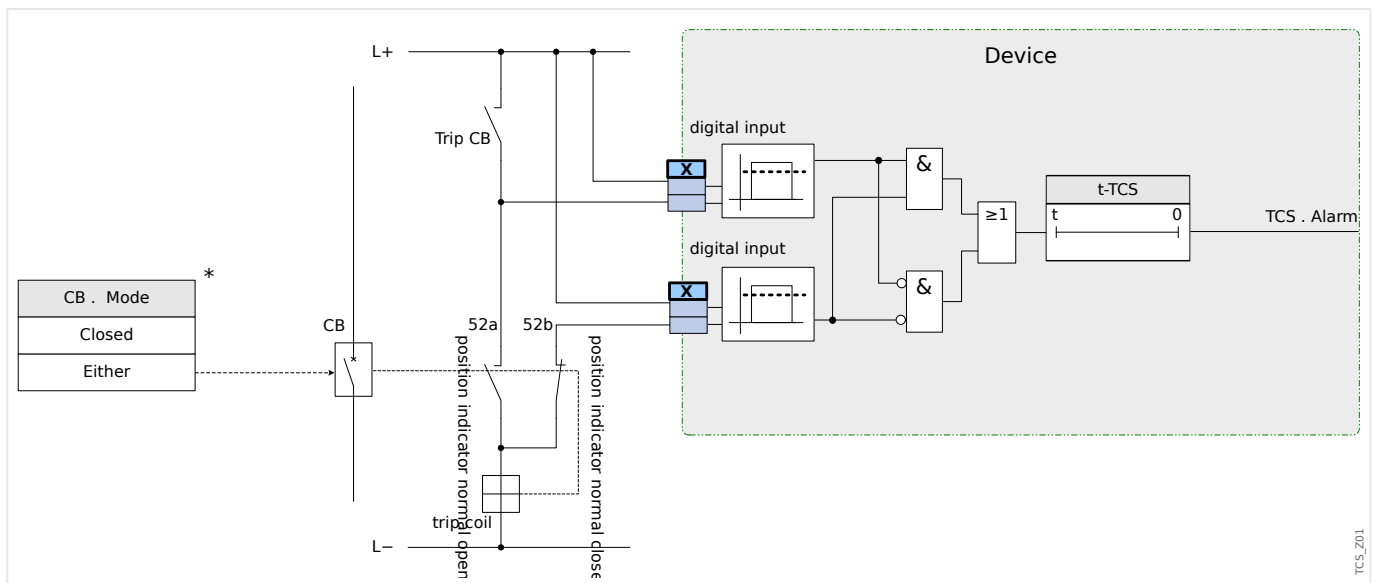 L+
Device
digital input
Trip CB
X
&
t-TCS
≥1
t 0
TCS . Alarm
digital input
*
X
&
CB . Mode
Closed
Either
CB
52a
52b
position indicator normal open
position indicator normal close
trip coil
L−
TCS_Z01